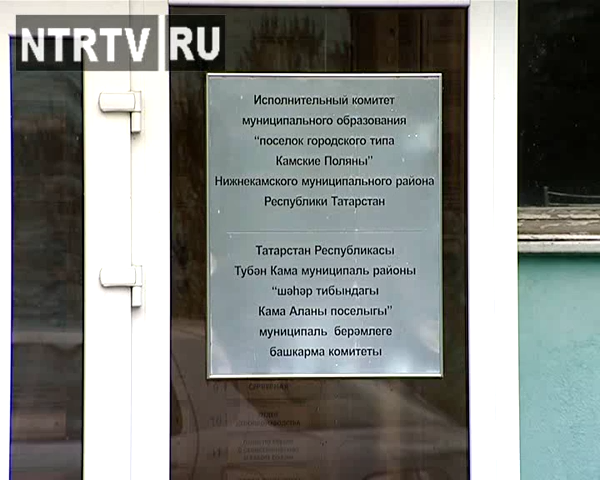 NTRTV RU
Исполнительный комитет
муниципального образования
“поселок городского типа
Камские Поляны”
Нижнекамского муниципального района
Республики Татарстан
Татарстан Республикасы
Түбән Кама муниципаль районы
“шәһәр тибындагы
Кама Аланы поселыгы”
муниципаль берәмлеге
башкарма комитеты